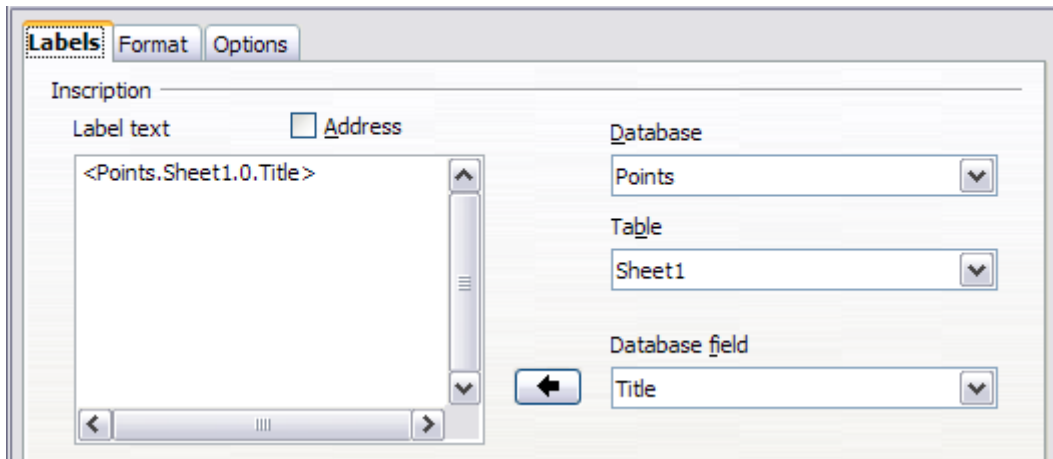 Labels Format Options
Inscription
Label text Address
<Points.Sheet1.0.Title>
Database
Points
Table
Sheet1
Database field
Title